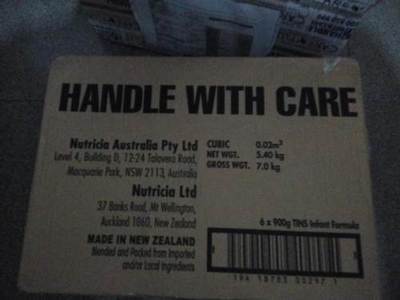 HANDLE WITH CARE
Nutricia Australia Pty Ltd
Level 4, Building D, 12-24 Talavera Road,
Macquarie Park, NSW 2113, Australia
Nutricia Ltd
37 Banks Road, Mt Wellington,
Auckland 1060, New Zealand
MADE IN NEW ZEALAND
Blended and Packed from Imported
and/or Local Ingredients
CUBIC 0.02m³
NET WGT. 5.40 kg
GROSS WGT. 7.0 kg
6 x 900g TINS Infant Formula